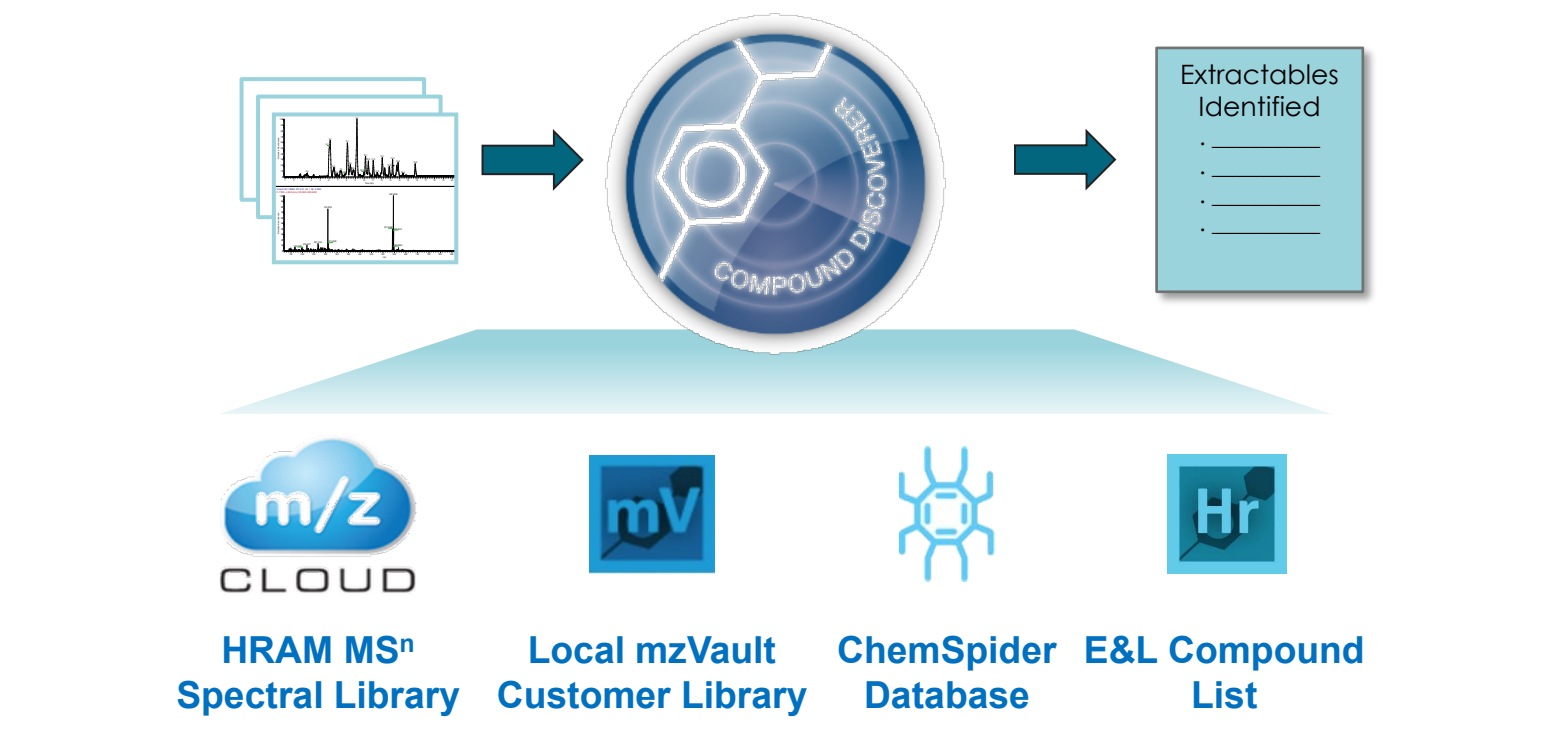 Extractables
Identified
COMPOUND DISCOVERER
m/z
CLOUD
mV
Hr
HRAM MSⁿ
Spectral Library
Local mzVault
Customer Library
ChemSpider
Database
E&L Compound
List